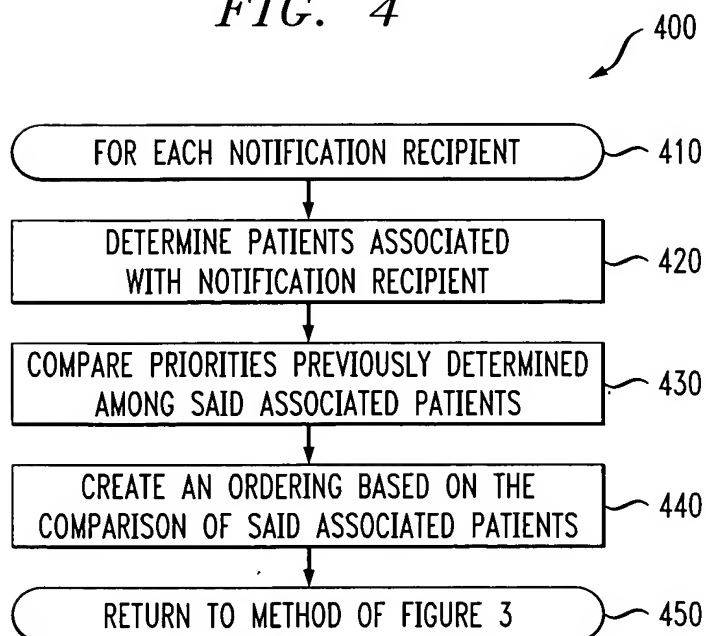 FIG. 4
400
FOR EACH NOTIFICATION RECIPIENT
410
DETERMINE PATIENTS ASSOCIATED
WITH NOTIFICATION RECIPIENT
420
COMPARE PRIORITIES PREVIOUSLY DETERMINED
AMONG SAID ASSOCIATED PATIENTS
430
CREATE AN ORDERING BASED ON THE
COMPARISON OF SAID ASSOCIATED PATIENTS
440
RETURN TO METHOD OF FIGURE 3
450